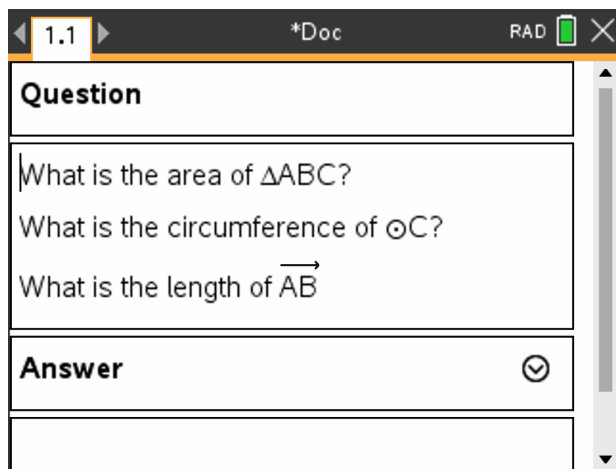 1.1
*Doc
RAD
Question
What is the area of ∆ABC?
What is the circumference of ⊙C?
What is the length of A⃗B⃗
Answer